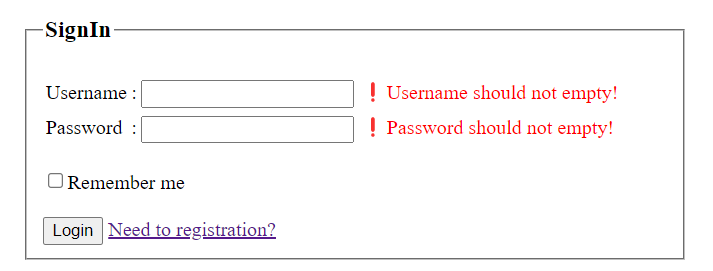 SignIn
Username : ❗ Username should not empty!
Password : ❗ Password should not empty!
Remember me
Login Need to registration?